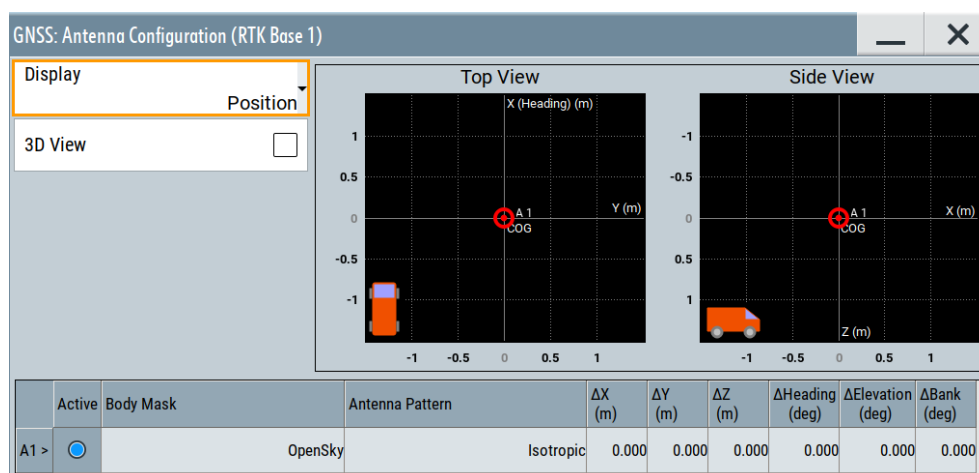 GNSS: Antenna Configuration (RTK Base 1)
Display
Position
3D View
Top View
X (Heading) (m)
1
0.5
0
-0.5
-1
A 1
COG
Y (m)
-1 -0.5 0 0.5 1
Side View
-1
-0.5
0
0.5
1
A 1
COG
X (m)
Z (m)
-1 -0.5 0 0.5 1
Active Body Mask Antenna Pattern ΔX (m) ΔY (m) ΔZ (m) ΔHeading (deg) ΔElevation (deg) ΔBank (deg)
A1 > OpenSky Isotropic 0.000 0.000 0.000 0.000 0.000 0.000